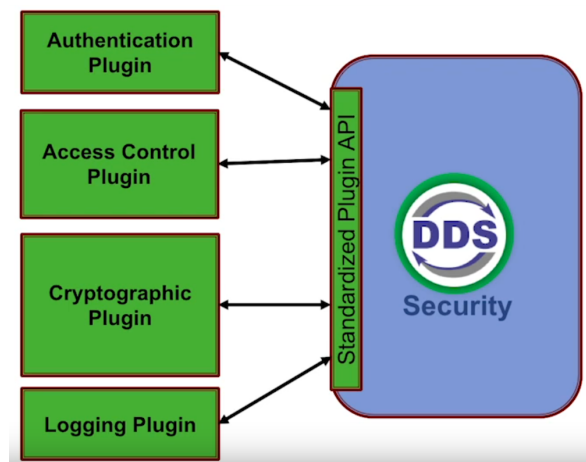 Authentication
Plugin
Access Control
Plugin
Cryptographic
Plugin
Logging Plugin
Standardized Plugin API
DDS
Security